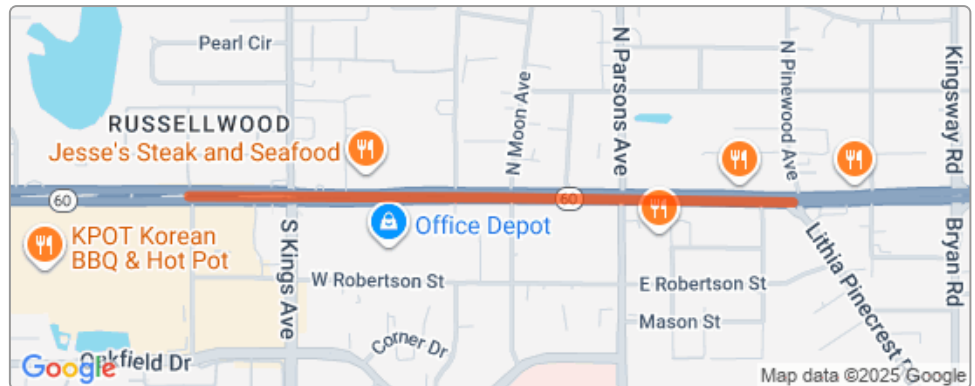 Pearl Cir
RUSSELLWOOD
Jesse's Steak and Seafood
60
60
KPOT Korean
BBQ & Hot Pot
Office Depot
S Kings Ave
N Moon Ave
N Parsons Ave
N Pinewood Ave
Kingsway Rd
Bryan Rd
Lithia Pinecrest
W Robertson St
E Robertson St
Mason St
Corner Dr
Oakfield Dr
Google
Map data ©2025 Google